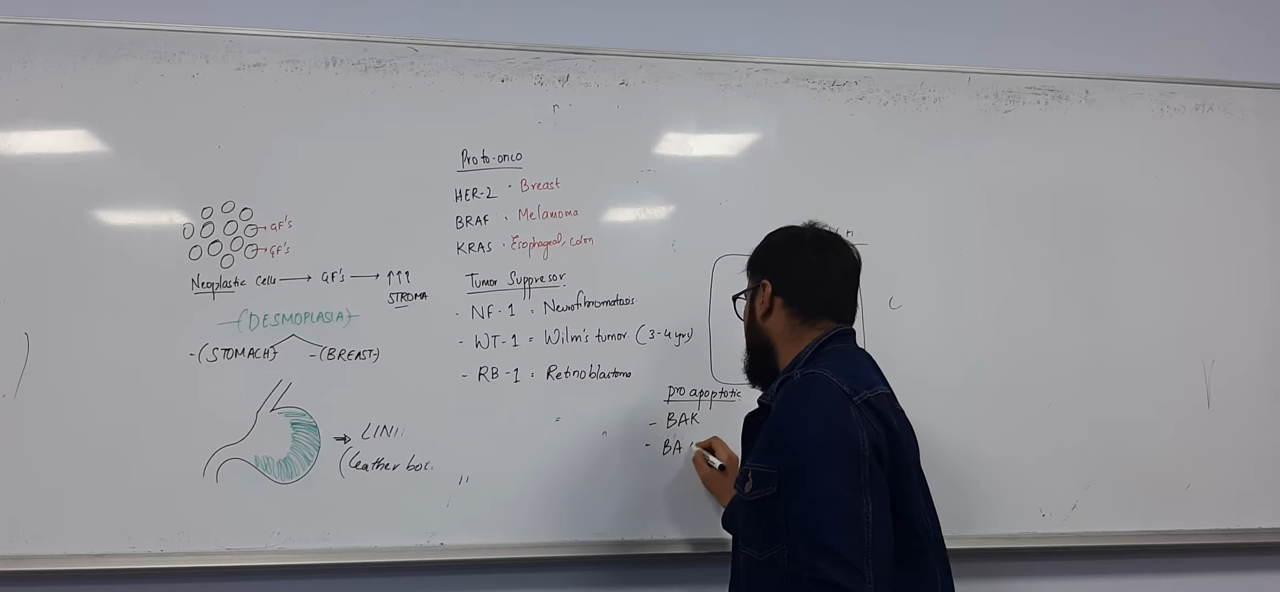 GF's
GF's
Neoplastic Cells → GF's → ↑↑↑
STROMA
(DESMOPLASIA)
-(STOMACH) -(BREAST)
→ LINI
(Leather bo
Proto-onco
HER-2 · Breast
BRAF · Melanoma
KRAS · Esophageal, colon
Tumor Suppresor
- NF-1 = Neurofibromatosis
- WT-1 = Wilm's tumor (3-4 yrs)
- RB-1 = Retinoblastoma
pro apoptotic
- BAK
- BA